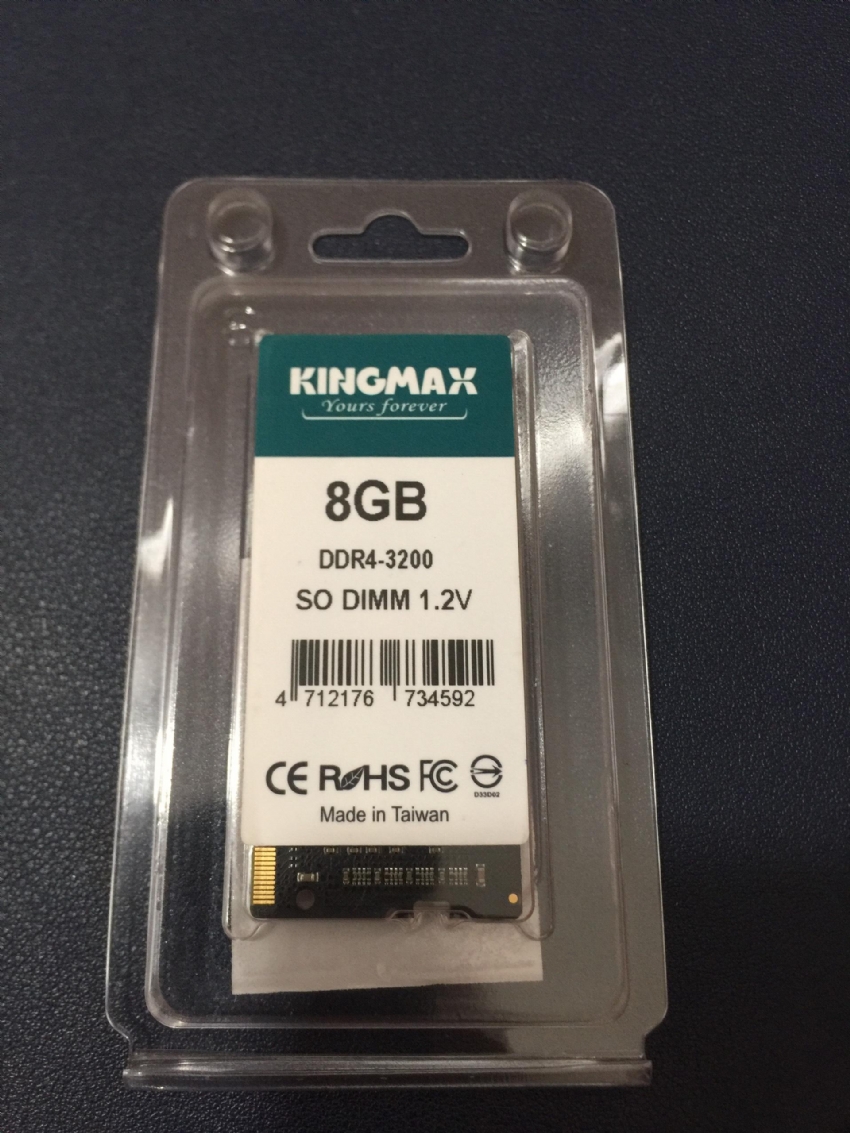 KINGMAX
Yours forever
8GB
DDR4-3200
SO DIMM 1.2V
4 712176 734592
CE RoHS FC
D33D02
Made in Taiwan